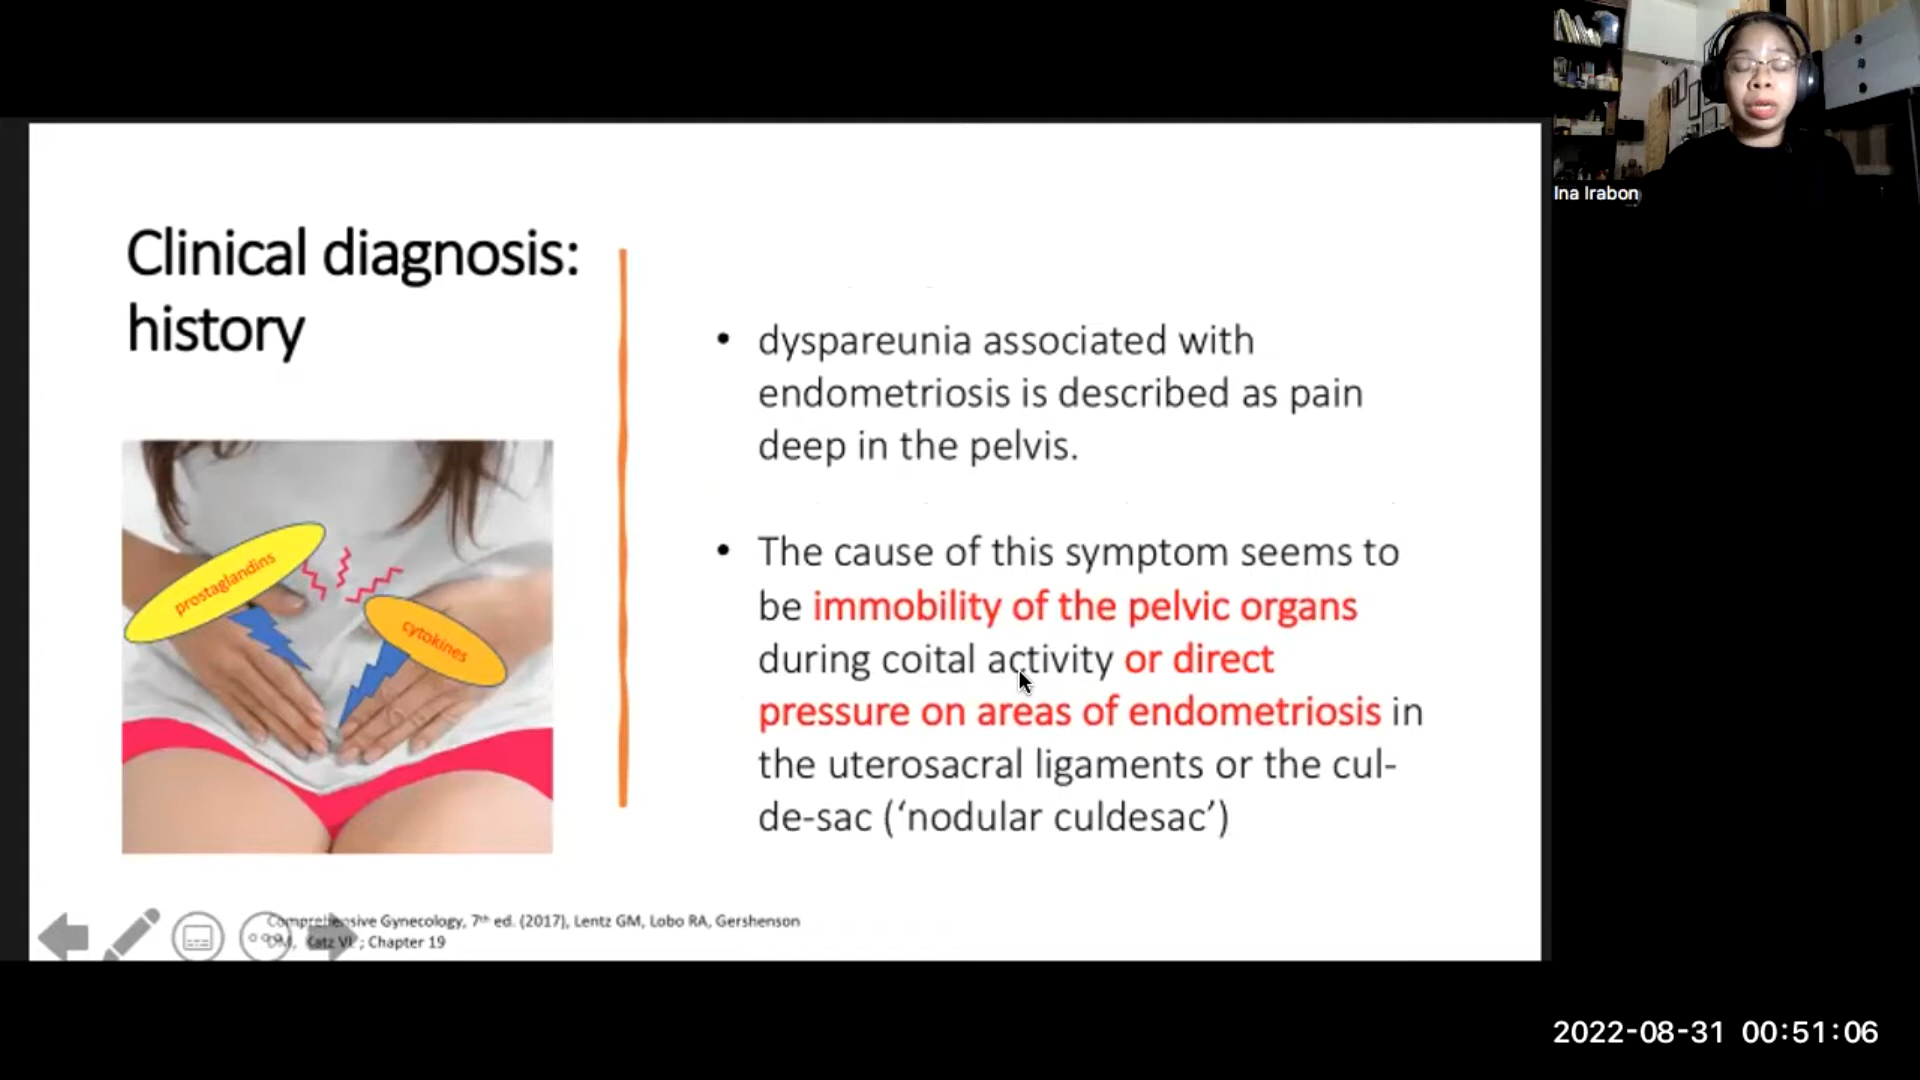 Ina Irabon
Clinical diagnosis:
history
prostaglandins
cytokines
• dyspareunia associated with
endometriosis is described as pain
deep in the pelvis.
• The cause of this symptom seems to
be immobility of the pelvic organs
during coital activity or direct
pressure on areas of endometriosis in
the uterosacral ligaments or the cul-
de-sac (‘nodular culdesac’)
Comprehensive Gynecology, 7th ed. (2017), Lentz GM, Lobo RA, Gershenson
DM, Katz VL ; Chapter 19
2022-08-31 00:51:06